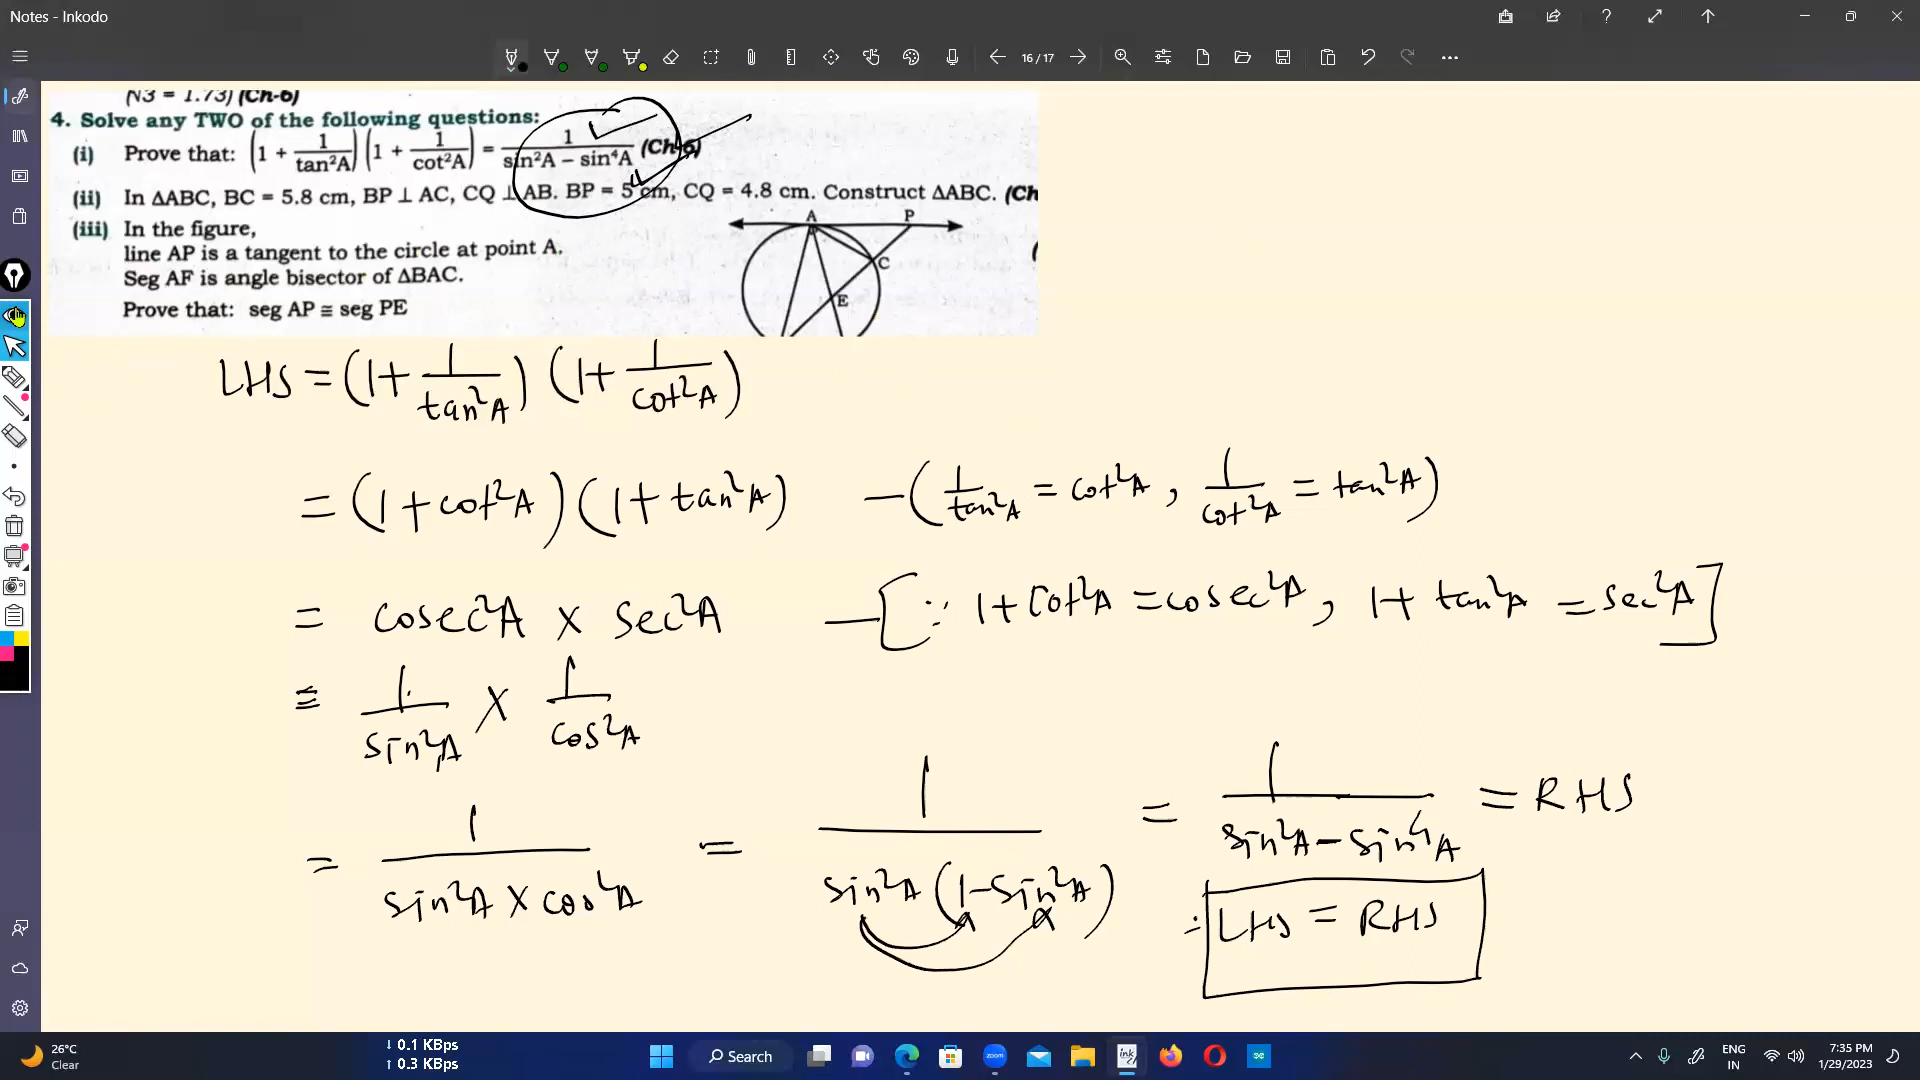 Notes - Inkodo
16 / 17
(√3 = 1.73) (Ch-6)
4. Solve any TWO of the following questions:
(i) Prove that: (1 + 1/tan²A) (1 + 1/cot²A) = 1/(sin²A – sin⁴A) (Ch-6)
(ii) In ΔABC, BC = 5.8 cm, BP ⊥ AC, CQ ⊥ AB. BP = 5 cm, CQ = 4.8 cm. Construct ΔABC. (Ch
(iii) In the figure,
line AP is a tangent to the circle at point A.
Seg AF is angle bisector of ΔBAC.
Prove that: seg AP ≅ seg PE
A P
C
E
LHS = (1 + 1/tan²A) (1 + 1/cot²A)
= (1 + cot²A) (1 + tan²A) – (1/tan²A = cot²A, 1/cot²A = tan²A)
= cosec²A × sec²A – [∵ 1 + cot²A = cosec²A, 1 + tan²A = sec²A]
= 1/sin²A × 1/cos²A
= 1/(sin²A × cos²A) = 1/(sin²A (1 – sin²A)) = 1/(sin²A – sin⁴A) = RHS
∴ LHS = RHS
26°C
Clear
↓ 0.1 KBps
↑ 0.3 KBps
Search
zoom
ink
ENG
IN
7:35 PM
1/29/2023